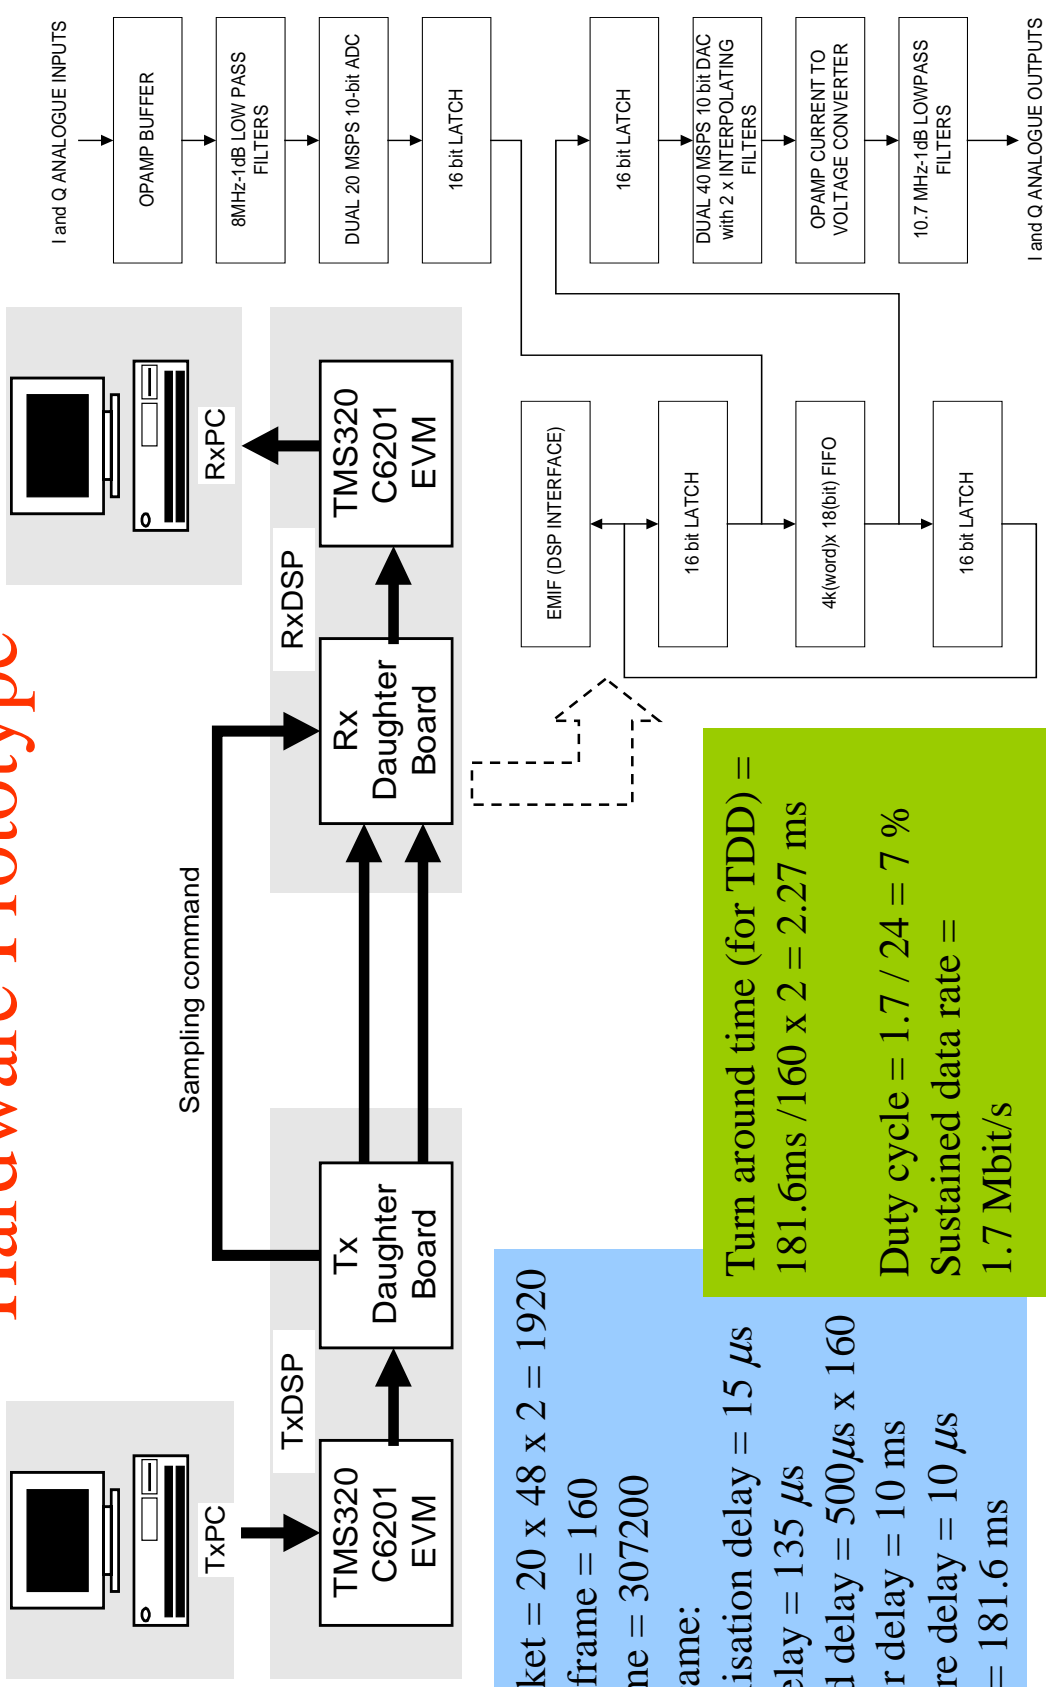 Hardware Prototype
TxPC
RxPC
TxDSP
RxDSP
TMS320
C6201
EVM
Tx
Daughter
Board
Sampling command
Rx
Daughter
Board
TMS320
C6201
EVM
I and Q ANALOGUE INPUTS
OPAMP BUFFER
8MHz-1dB LOW PASS
FILTERS
DUAL 20 MSPS 10-bit ADC
16 bit LATCH
16 bit LATCH
DUAL 40 MSPS 10 bit DAC
with 2 x INTERPOLATING
FILTERS
OPAMP CURRENT TO
VOLTAGE CONVERTER
10.7 MHz-1dB LOWPASS
FILTERS
I and Q ANALOGUE OUTPUTS
EMIF (DSP INTERFACE)
16 bit LATCH
4k(word)x 18(bit) FIFO
16 bit LATCH
= 20 x 48 x 2 = 1920
frame = 160
= 307200
delay = 15 µs
= 135 µs
delay = 500µs x 160
delay = 10 ms
delay = 10 µs
= 181.6 ms
Turn around time (for TDD) =
181.6ms /160 x 2 = 2.27 ms
Duty cycle = 1.7 / 24 = 7 %
Sustained data rate =
1.7 Mbit/s